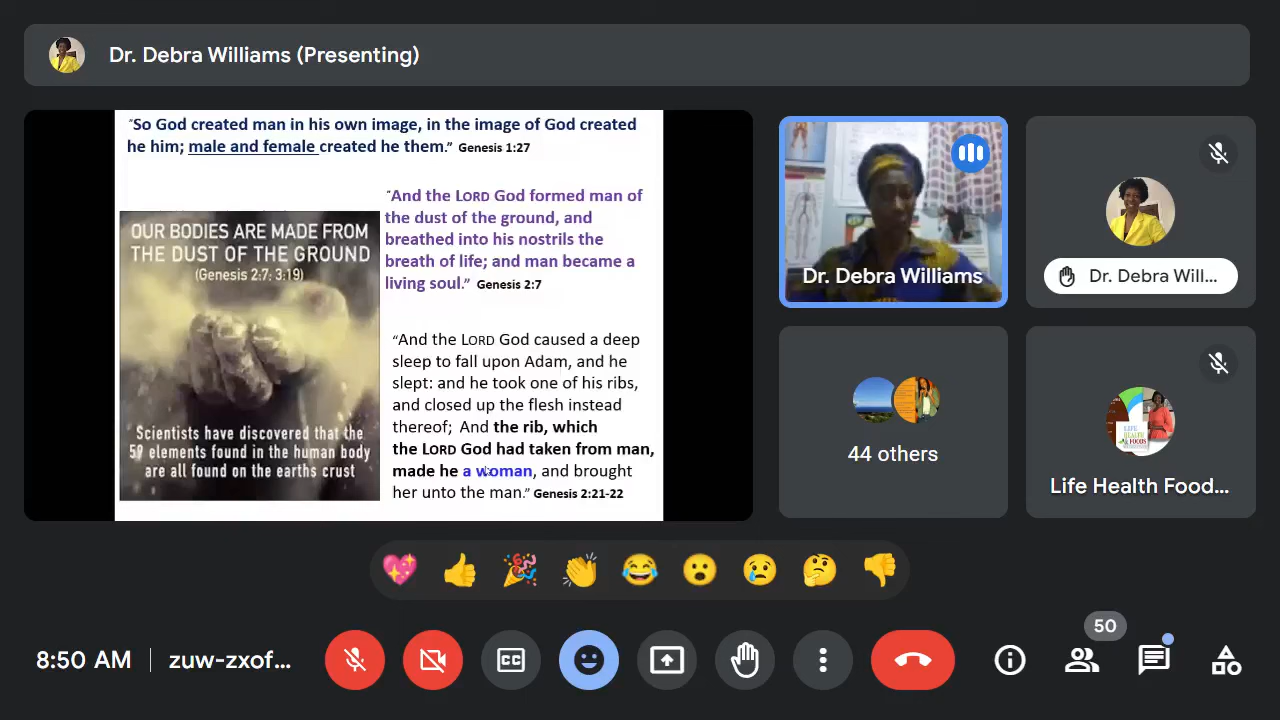 Dr. Debra Williams (Presenting)
"So God created man in his own image, in the image of God created
he him; male and female created he them." Genesis 1:27
"And the LORD God formed man of
the dust of the ground, and
breathed into his nostrils the
breath of life; and man became a
living soul." Genesis 2:7
OUR BODIES ARE MADE FROM
THE DUST OF THE GROUND
(Genesis 2:7; 3:19)
Scientists have discovered that the
59 elements found in the human body
are all found on the earths crust
"And the LORD God caused a deep
sleep to fall upon Adam, and he
slept: and he took one of his ribs,
and closed up the flesh instead
thereof; And the rib, which
the LORD God had taken from man,
made he a woman, and brought
her unto the man." Genesis 2:21-22
Dr. Debra Williams
Dr. Debra Will...
44 others
Life Health Food...
8:50 AM
zuw-zxof...
CC
50